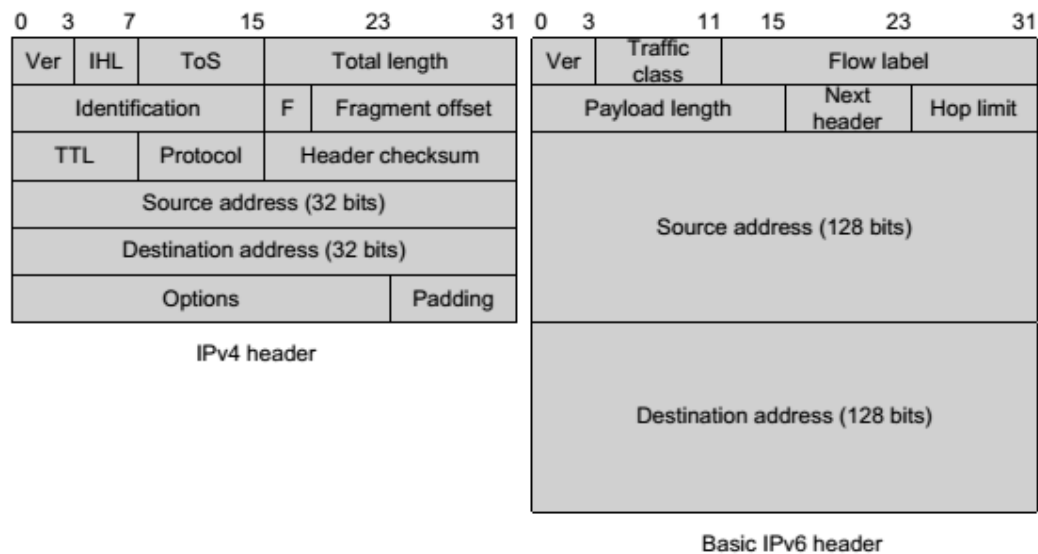 0 3 7 15 23 31
Ver IHL ToS Total length
Identification F Fragment offset
TTL Protocol Header checksum
Source address (32 bits)
Destination address (32 bits)
Options Padding
IPv4 header
0 3 11 15 23 31
Ver Traffic class Flow label
Payload length Next header Hop limit
Source address (128 bits)
Destination address (128 bits)
Basic IPv6 header